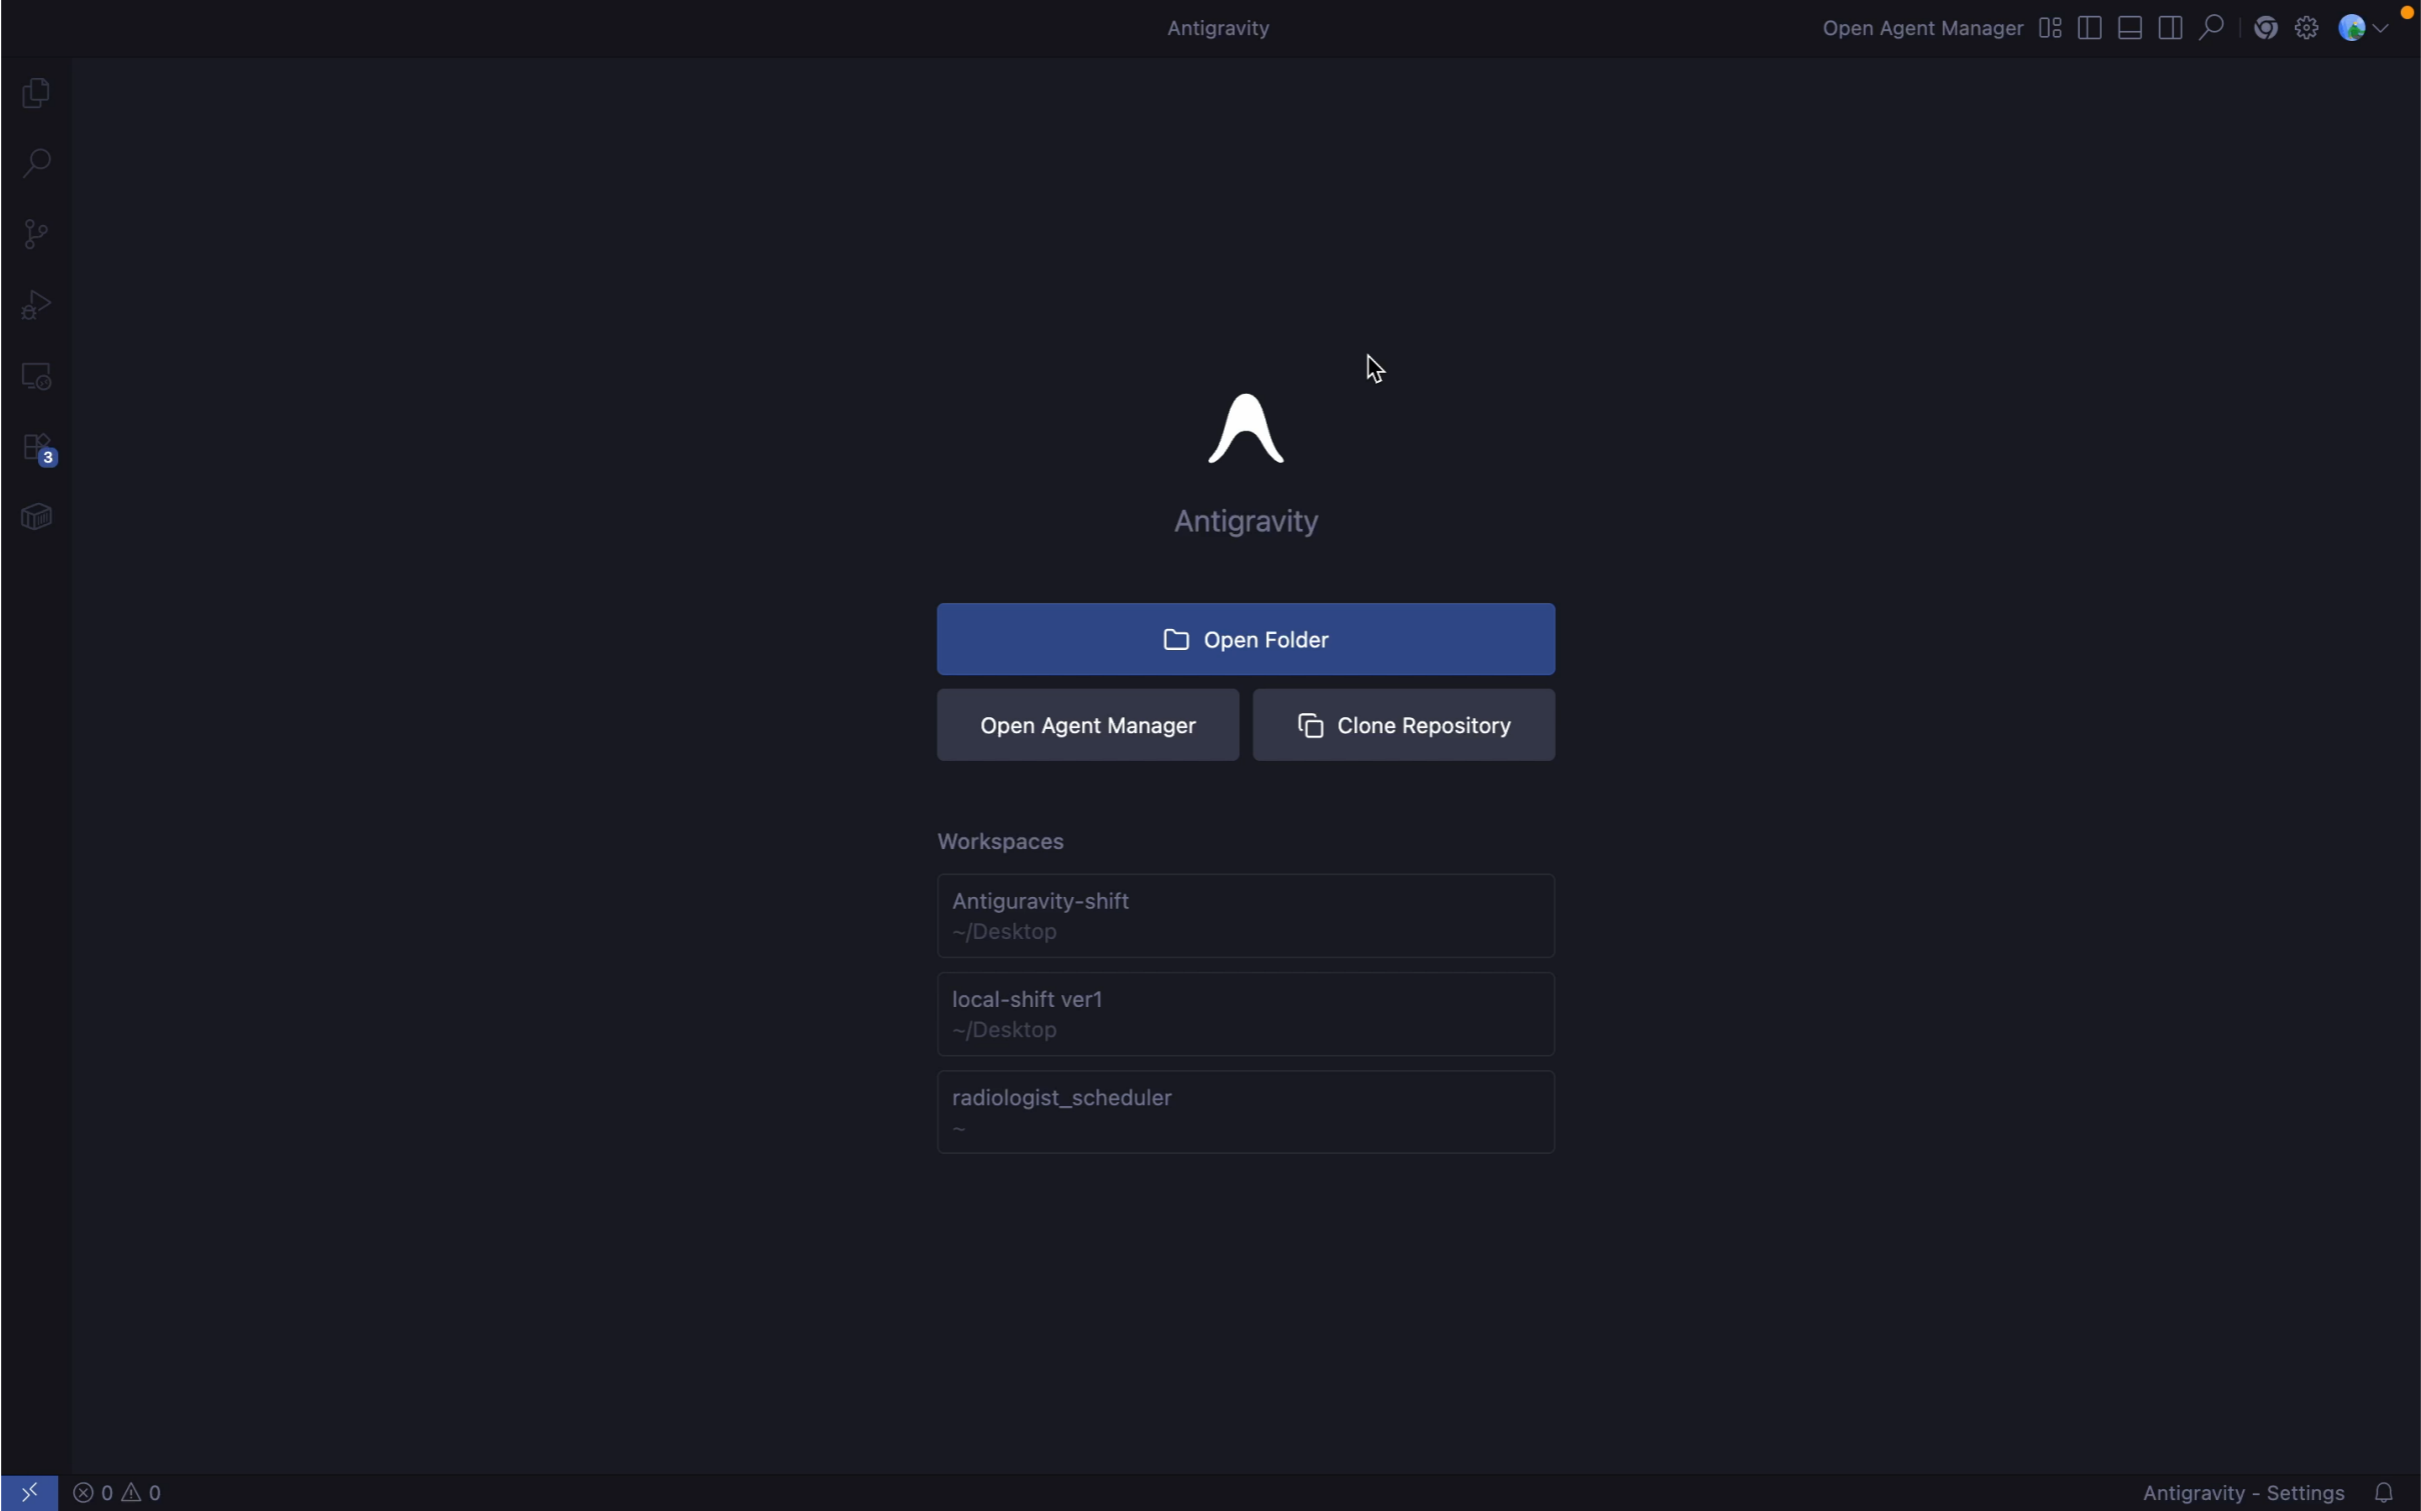 Antigravity
Open Agent Manager
3
Antigravity
Open Folder
Open Agent Manager
Clone Repository
Workspaces
Antiguravity-shift
~/Desktop
local-shift ver1
~/Desktop
radiologist_scheduler
~
0 0
Antigravity - Settings